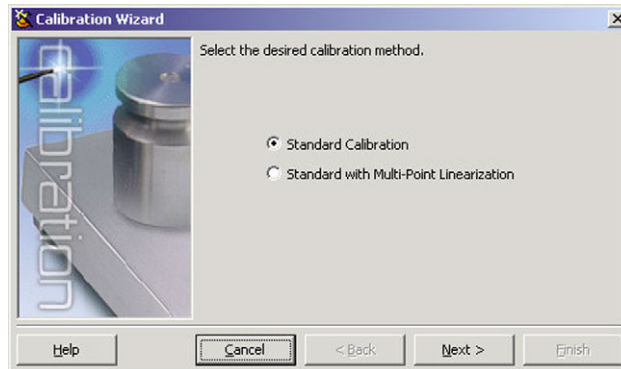 Calibration Wizard
Calibration
Select the desired calibration method.
Standard Calibration
Standard with Multi-Point Linearization
Help
Cancel
< Back
Next >
Finish